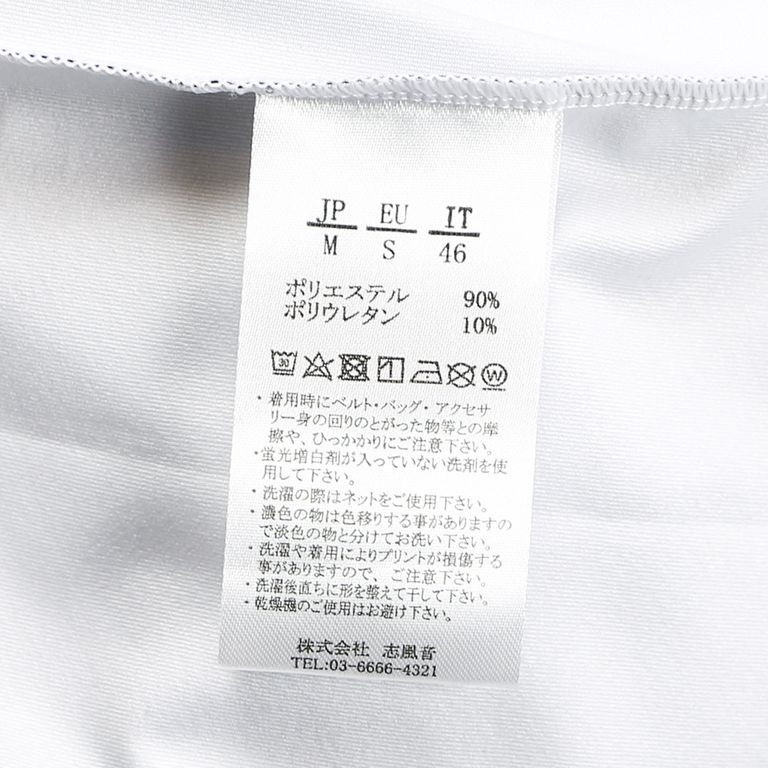 JP EU IT
M S 46
ポリエステル 90%
ポリウレタン 10%
30 W
・着用時にベルト・バッグ・アクセサ
リー身の回りのとがった物等との摩
擦や、ひっかかりにご注意下さい。
・蛍光増白剤が入っていない洗剤を使
用して下さい。
・洗濯の際はネットをご使用下さい。
・濃色の物は色移りする事がありますの
で淡色の物と分けてお洗い下さい。
・洗濯や着用によりプリントが損傷する
事がありますので、ご注意下さい。
・洗濯後直ちに形を整えて干して下さい。
・乾燥機のご使用はお避け下さい。
株式会社 志風音
TEL:03-6666-4321